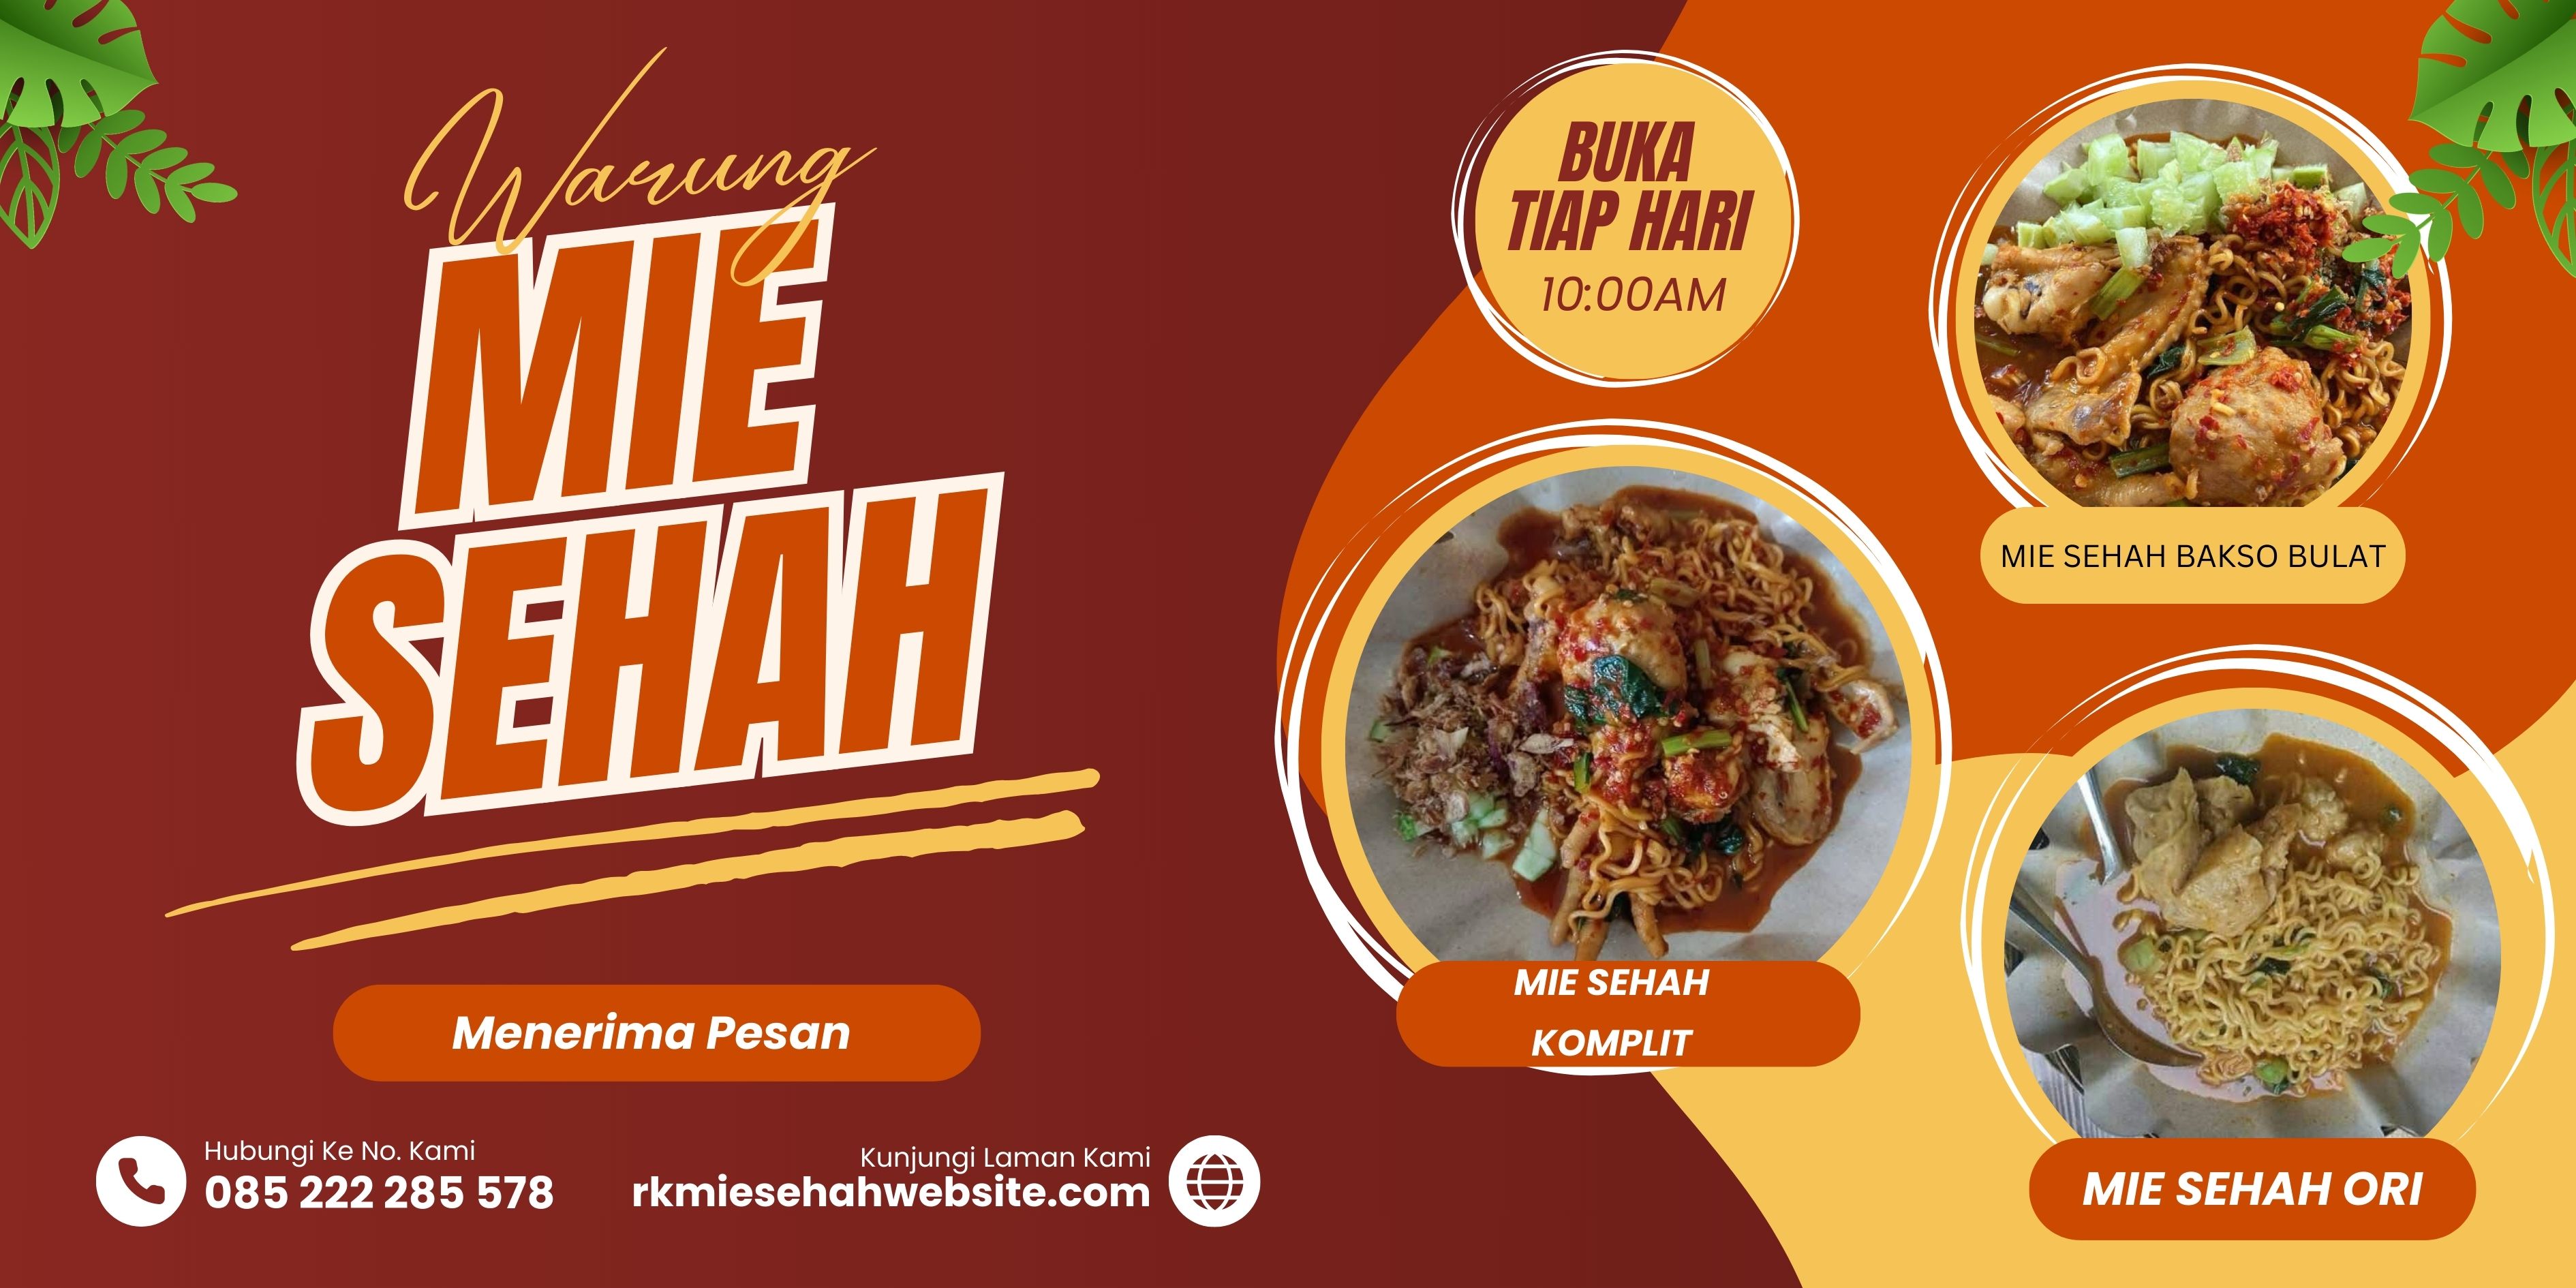 Warung
MIE
SEHAH
Menerima Pesan
Hubungi Ke No. Kami
085 222 285 578
Kunjungi Laman Kami
rkmiesehahwebsite.com
BUKA
TIAP HARI
10:00AM
MIE SEHAH BAKSO BULAT
MIE SEHAH
KOMPLIT
MIE SEHAH ORI